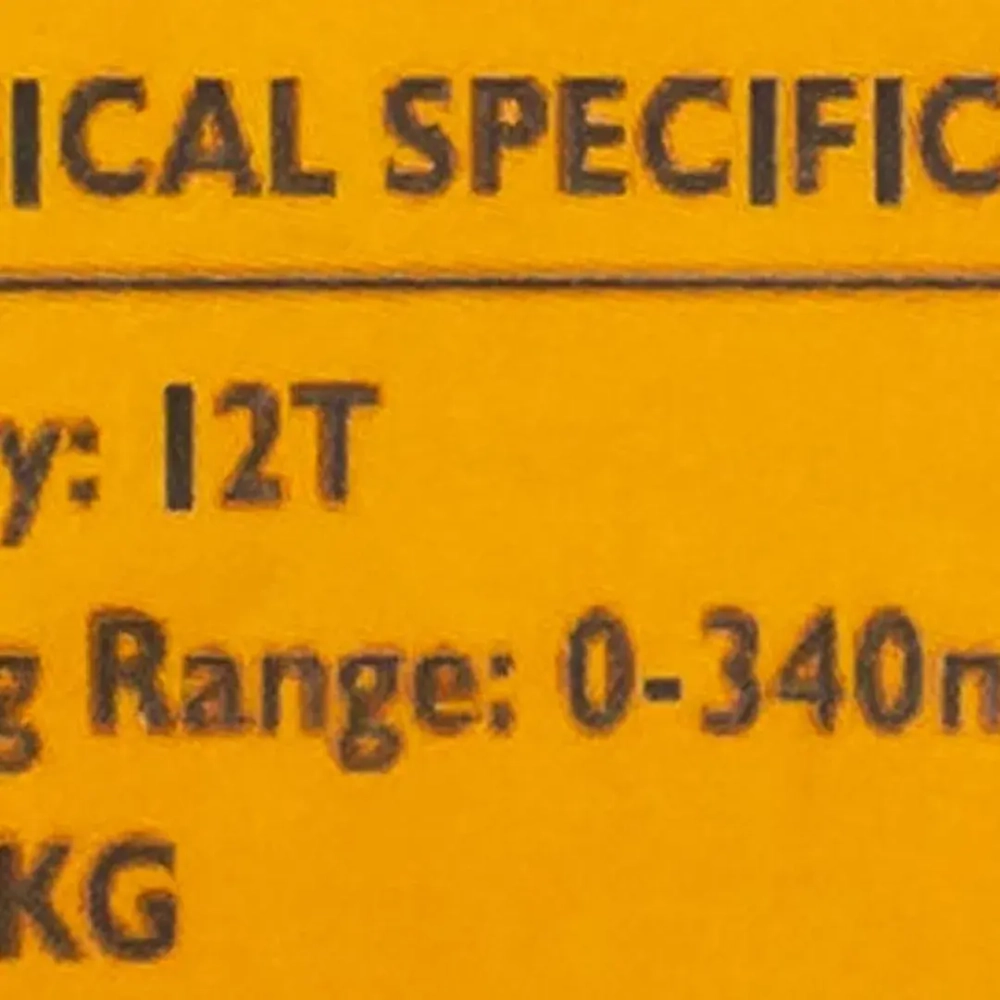 ICAL SPECIFIC
y: 12T
g Range: 0-340m
KG